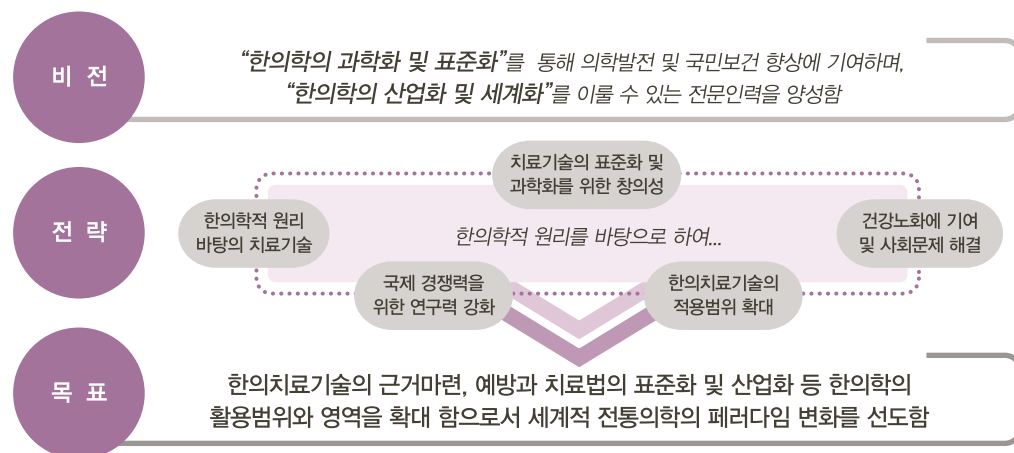 비 전
“한의학의 과학화 및 표준화”를 통해 의학발전 및 국민보건 향상에 기여하며,
“한의학의 산업화 및 세계화”를 이룰 수 있는 전문인력을 양성함
전 략
치료기술의 표준화 및
과학화를 위한 창의성
한의학적 원리
바탕의 치료기술
한의학적 원리를 바탕으로 하여...
건강노화에 기여
및 사회문제 해결
국제 경쟁력을
위한 연구력 강화
한의치료기술의
적용범위 확대
목 표
한의치료기술의 근거마련, 예방과 치료법의 표준화 및 산업화 등 한의학의
활용범위와 영역을 확대 함으로서 세계적 전통의학의 페러다임 변화를 선도함